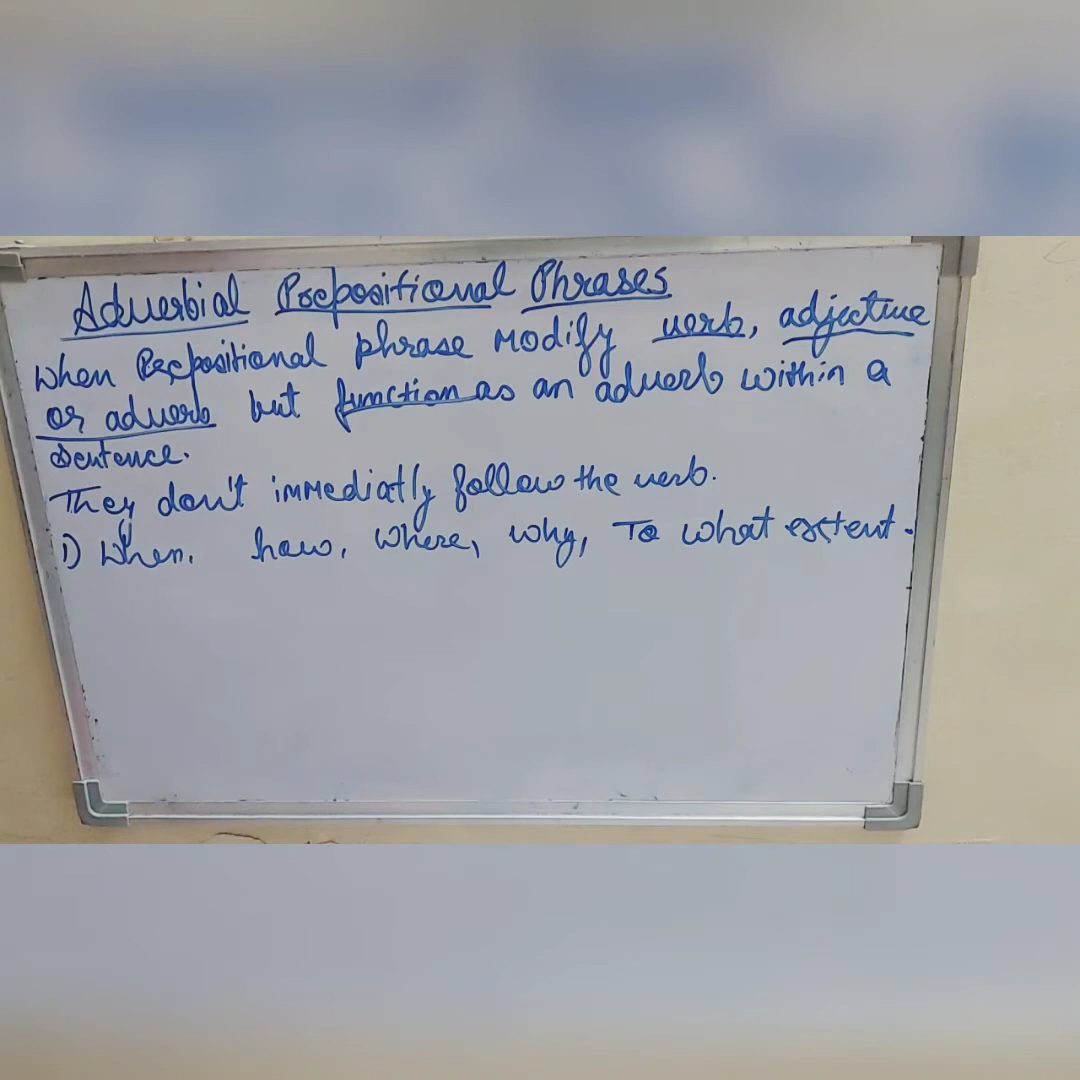 Adverbial Prepositional Phrases
When Prepositional phrase modify verb, adjective
or adverb but function as an adverb within a
sentence.
They don't immediatly follow the verb.
1) When. how, where, why, To what extent.